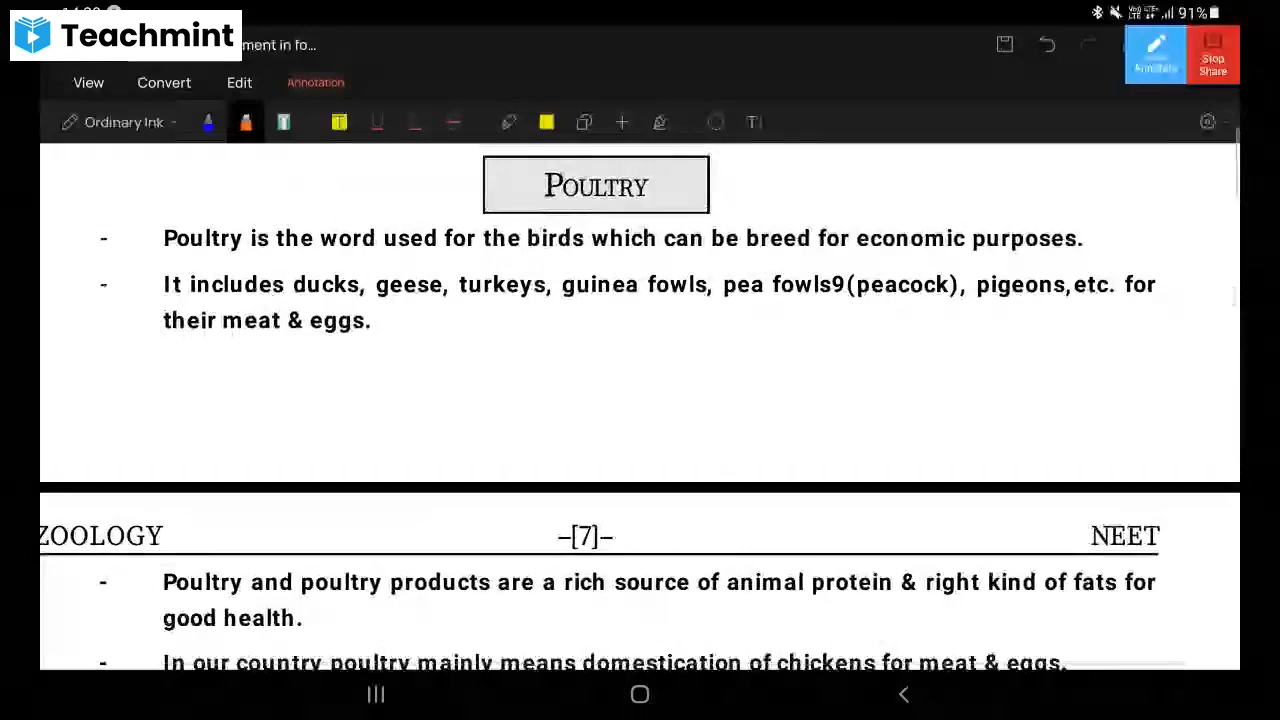 Teachmint
ment in fo...
91%
View Convert Edit Annotation
Annotate
Stop
Share
Ordinary Ink
POULTRY
- Poultry is the word used for the birds which can be breed for economic purposes.
- It includes ducks, geese, turkeys, guinea fowls, pea fowls9(peacock), pigeons,etc. for
their meat & eggs.
ZOOLOGY –[7]– NEET
- Poultry and poultry products are a rich source of animal protein & right kind of fats for
good health.
- In our country poultry mainly means domestication of chickens for meat & eggs.